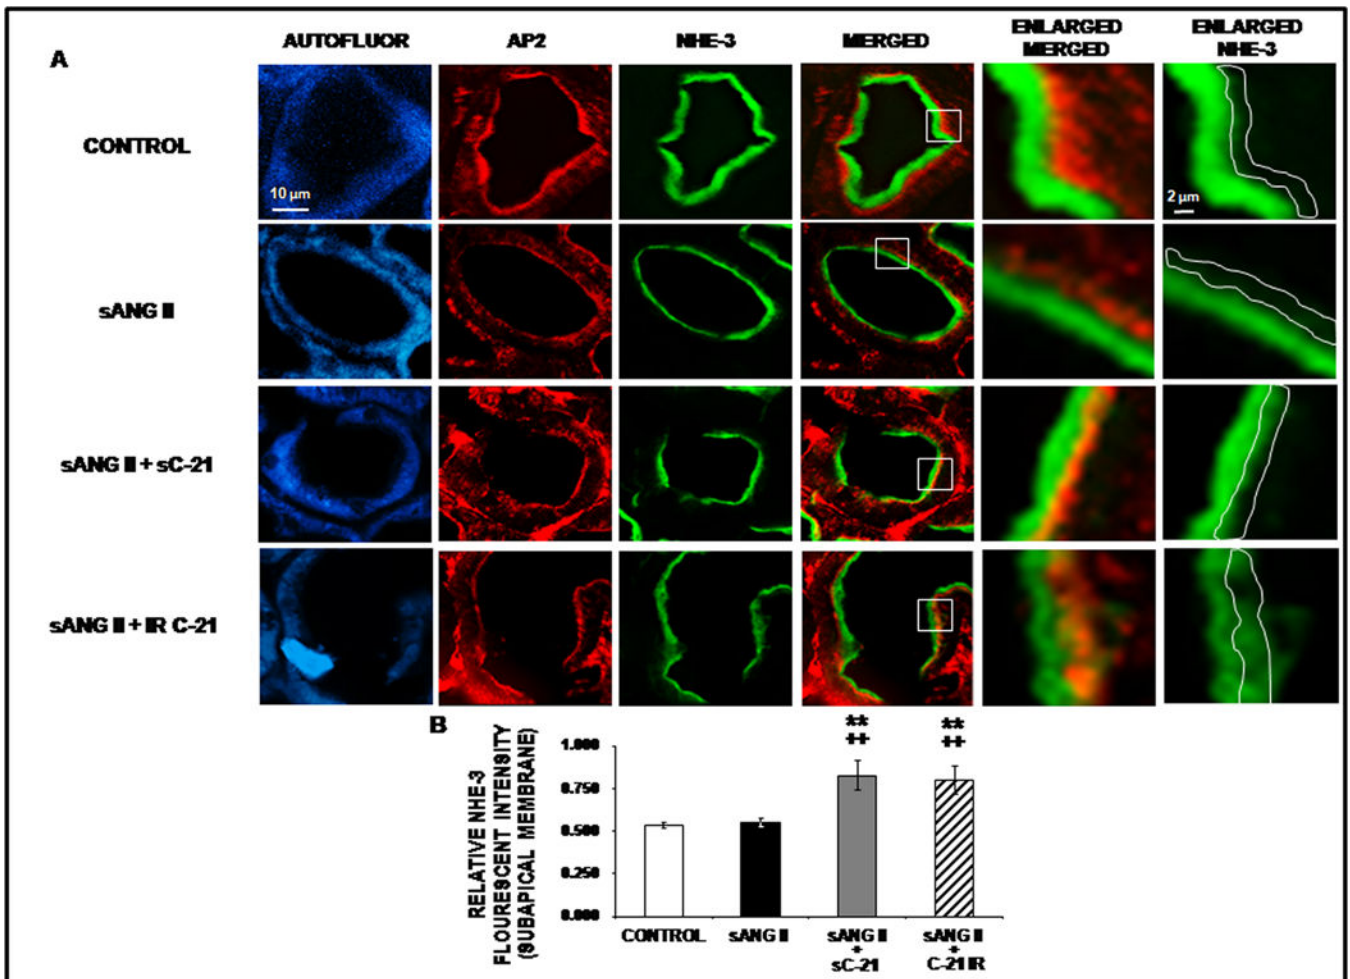 A
AUTOFLUOR
AP2
NHE-3
MERGED
ENLARGED
MERGED
ENLARGED
NHE-3
CONTROL
10 µm
2 µm
sANG II
sANG II + sC-21
sANG II + IR C-21
B
RELATIVE NHE-3
FLOURESCENT INTENSITY
(SUBAPICAL MEMBRANE)
1.000
0.750
0.500
0.250
0.000
**
++
**
++
CONTROL
sANG II
sANG II
+
sC-21
sANG II
+
C-21 IR